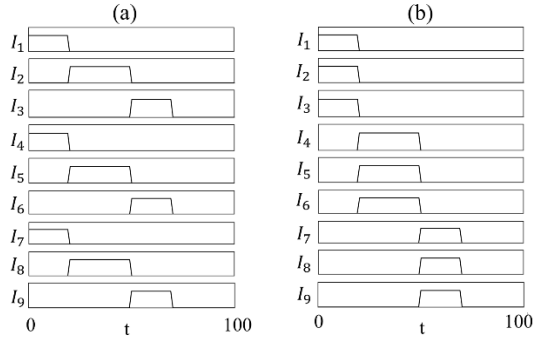 (a) (b)
I1 I1
I2 I2
I3 I3
I4 I4
I5 I5
I6 I6
I7 I7
I8 I8
I9 I9
0 t 100 0 t 100